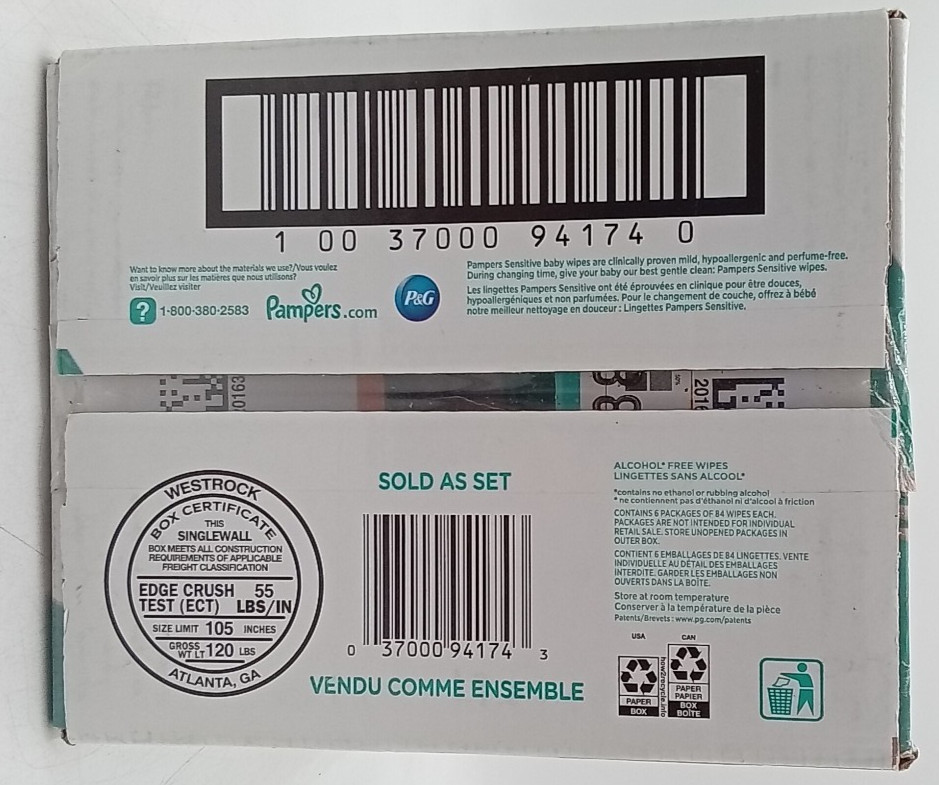 1 00 37000 94174 0
Want to know more about the materials we use?/Vous voulez
en savoir plus sur les matières que nous utilisons?
Visit/Veuillez visiter
? 1-800-380-2583 Pampers.com
P&G
Pampers Sensitive baby wipes are clinically proven mild, hypoallergenic and perfume-free.
During changing time, give your baby our best gentle clean: Pampers Sensitive wipes.
Les lingettes Pampers Sensitive ont été éprouvées en clinique pour être douces,
hypoallergéniques et non parfumées. Pour le changement de couche, offrez à bébé
notre meilleur nettoyage en douceur : Lingettes Pampers Sensitive.
WESTROCK
BOX CERTIFICATE
THIS
SINGLEWALL
BOX MEETS ALL CONSTRUCTION
REQUIREMENTS OF APPLICABLE
FREIGHT CLASSIFICATION
EDGE CRUSH 55
TEST (ECT) LBS/IN
SIZE LIMIT 105 INCHES
GROSS
WT LT 120 LBS
ATLANTA, GA
SOLD AS SET
0 37000 94174 3
VENDU COMME ENSEMBLE
ALCOHOL* FREE WIPES
LINGETTES SANS ALCOOL*
*contains no ethanol or rubbing alcohol
* ne contiennent pas d'éthanol ni d'alcool à friction
CONTAINS 6 PACKAGES OF 84 WIPES EACH.
PACKAGES ARE NOT INTENDED FOR INDIVIDUAL
RETAIL SALE. STORE UNOPENED PACKAGES IN
OUTER BOX.
CONTIENT 6 EMBALLAGES DE 84 LINGETTES. VENTE
INDIVIDUELLE AU DÉTAIL DES EMBALLAGES
INTERDITE. GARDER LES EMBALLAGES NON
OUVERTS DANS LA BOÎTE.
Store at room temperature
Conserver à la température de la pièce
Patents/Brevets : www.pg.com/patents
USA
PAPER
BOX
how2recycle.info
CAN
PAPER
PAPIER
BOX
BOÎTE